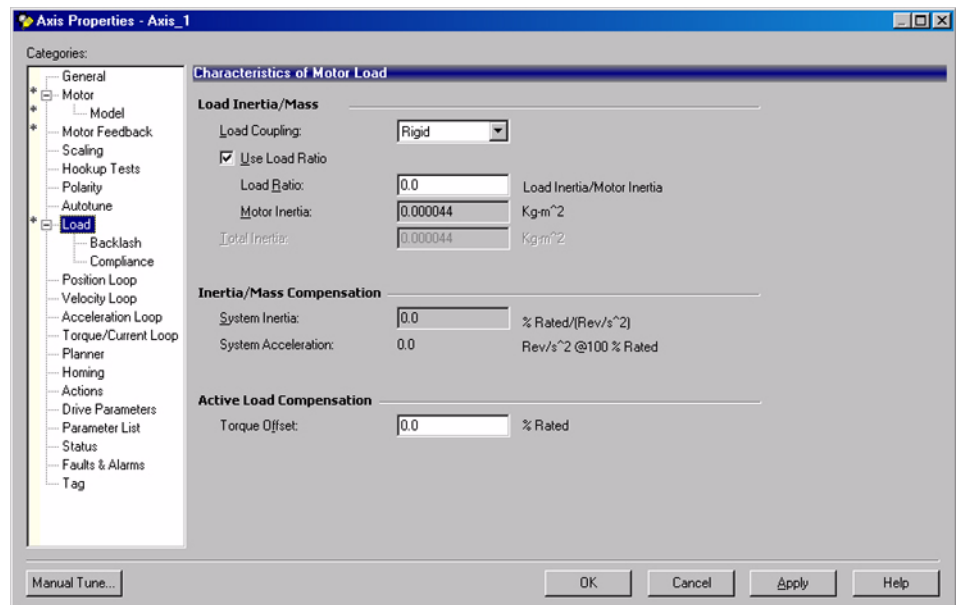 Axis Properties - Axis_1
Categories:
General
* Motor
* Model
* Motor Feedback
Scaling
Hookup Tests
Polarity
Autotune
* Load
Backlash
Compliance
Position Loop
Velocity Loop
Acceleration Loop
Torque/Current Loop
Planner
Homing
Actions
Drive Parameters
Parameter List
Status
Faults & Alarms
Tag
Characteristics of Motor Load
Load Inertia/Mass
Load Coupling: Rigid
Use Load Ratio
Load Ratio: 0.0 Load Inertia/Motor Inertia
Motor Inertia: 0.000044 Kg-m^2
Total Inertia: 0.000044 Kg-m^2
Inertia/Mass Compensation
System Inertia: 0.0 % Rated/(Rev/s^2)
System Acceleration: 0.0 Rev/s^2 @100 % Rated
Active Load Compensation
Torque Offset: 0.0 % Rated
Manual Tune... OK Cancel Apply Help